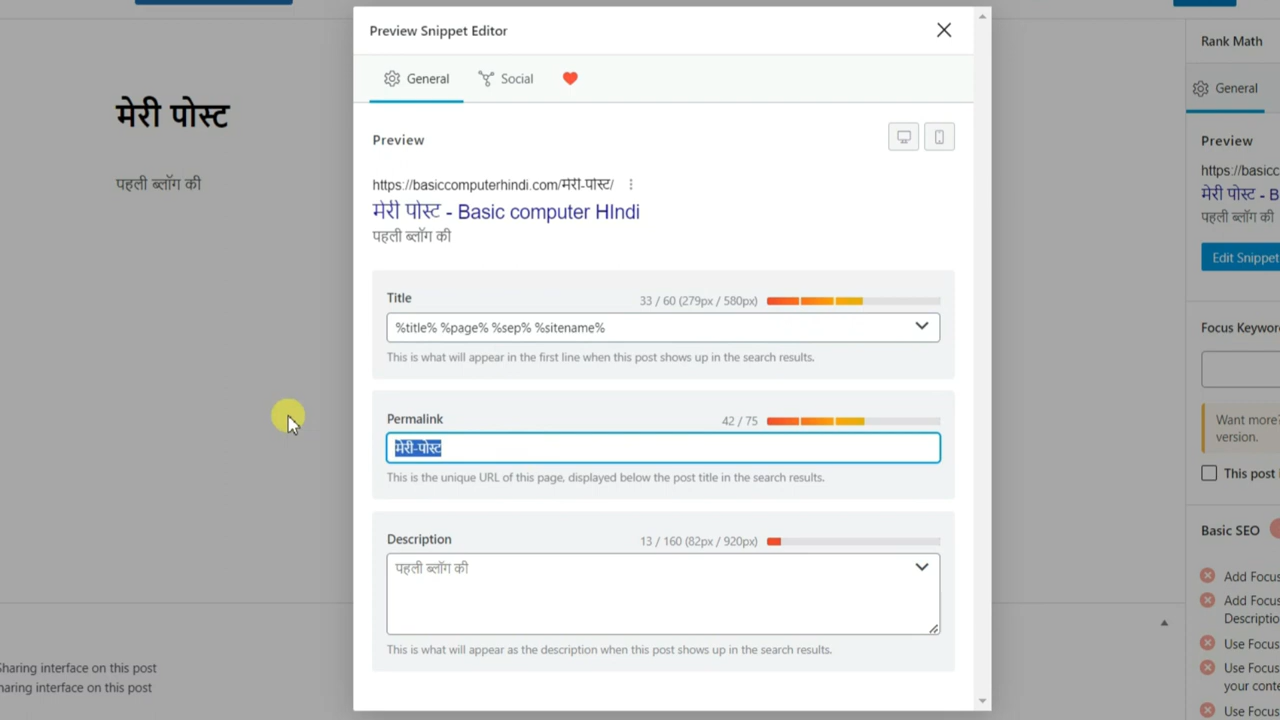 Preview Snippet Editor
General
Social
Preview
https://basiccomputerhindi.com/मेरी-पोस्ट/
मेरी पोस्ट - Basic computer HIndi
पहली ब्लॉग की
Title
33 / 60 (279px / 580px)
%title% %page% %sep% %sitename%
This is what will appear in the first line when this post shows up in the search results.
Permalink
42 / 75
मेरी-पोस्ट
This is the unique URL of this page, displayed below the post title in the search results.
Description
13 / 160 (82px / 920px)
पहली ब्लॉग की
This is what will appear as the description when this post shows up in the search results.
मेरी पोस्ट
पहली ब्लॉग की
Sharing interface on this post
haring interface on this post
Rank Math
General
Preview
https://basicc
मेरी पोस्ट - B
पहली ब्लॉग की
Edit Snippet
Focus Keywor
Want more?
version.
This post i
Basic SEO
Add Focus
Add Focus
Descriptio
Use Focus
Use Focus
your conte
Use Focus